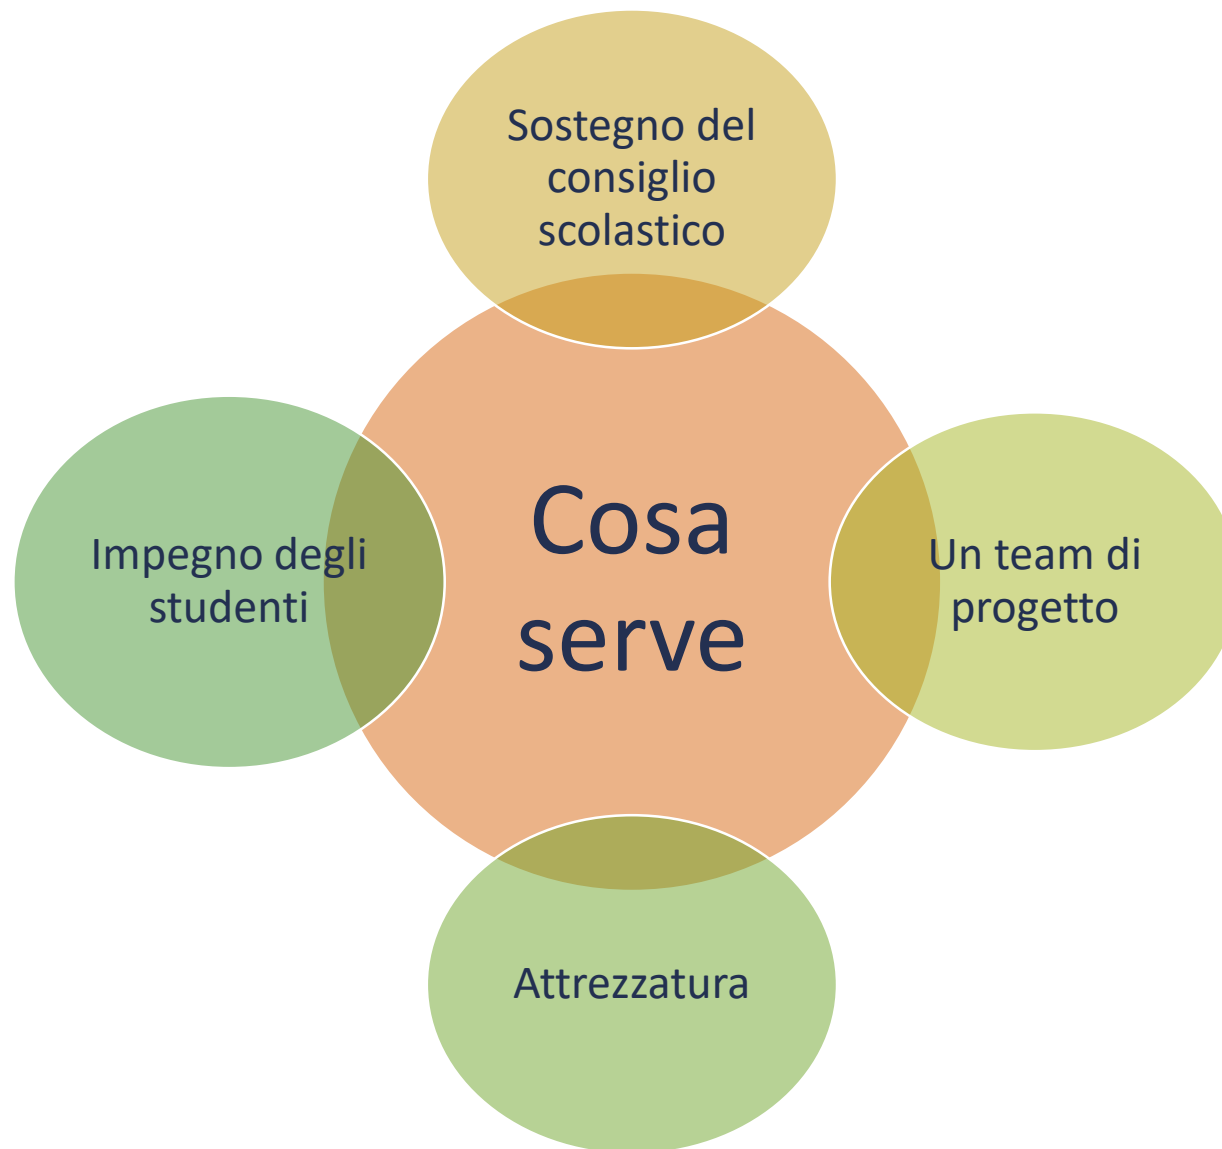 Sostegno del
consiglio
scolastico
Cosa
serve
Impegno degli
studenti
Un team di
progetto
Attrezzatura